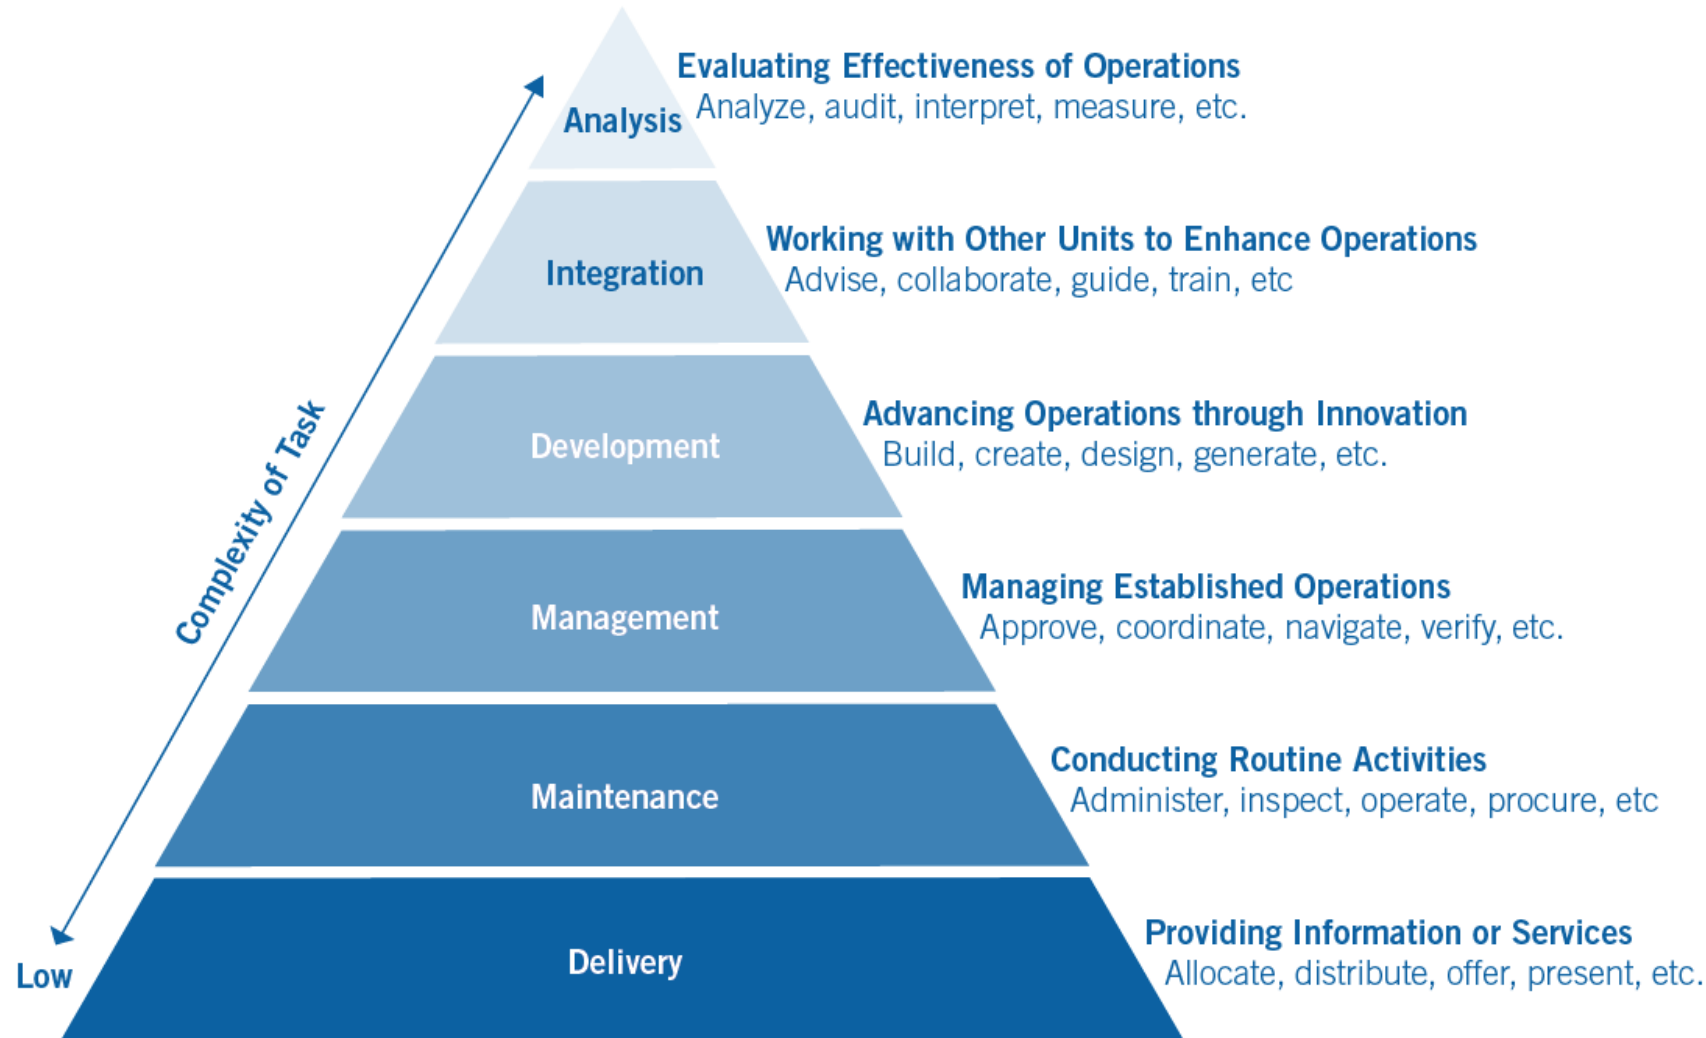 Evaluating Effectiveness of Operations
Analyze, audit, interpret, measure, etc.
Analysis
Working with Other Units to Enhance Operations
Advise, collaborate, guide, train, etc
Integration
Advancing Operations through Innovation
Build, create, design, generate, etc.
Development
Complexity of Task
Managing Established Operations
Approve, coordinate, navigate, verify, etc.
Management
Conducting Routine Activities
Administer, inspect, operate, procure, etc
Maintenance
Providing Information or Services
Allocate, distribute, offer, present, etc.
Delivery
Low